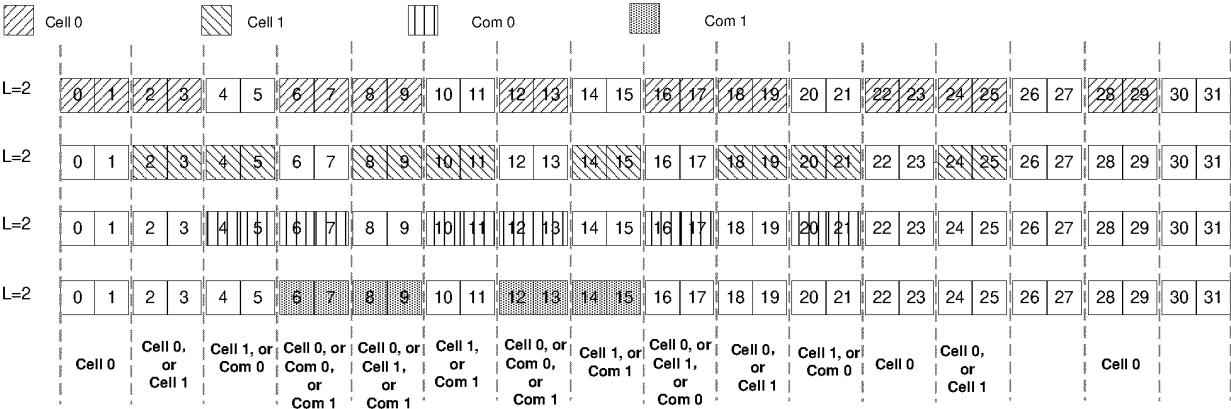 Cell 0 Cell 1 Com 0 Com 1
L=2 0 1 2 3 4 5 6 7 8 9 10 11 12 13 14 15 16 17 18 19 20 21 22 23 24 25 26 27 28 29 30 31
L=2 0 1 2 3 4 5 6 7 8 9 10 11 12 13 14 15 16 17 18 19 20 21 22 23 24 25 26 27 28 29 30 31
L=2 0 1 2 3 4 5 6 7 8 9 10 11 12 13 14 15 16 17 18 19 20 21 22 23 24 25 26 27 28 29 30 31
L=2 0 1 2 3 4 5 6 7 8 9 10 11 12 13 14 15 16 17 18 19 20 21 22 23 24 25 26 27 28 29 30 31
Cell 0
Cell 0,
or
Cell 1
Cell 1, or
Com 0
Cell 0, or
Com 0,
or
Com 1
Cell 0, or
Cell 1,
or
Com 1
Cell 1,
or
Com 1
Cell 0, or
Com 0,
or
Com 1
Cell 1, or
Com 1
Cell 0, or
Cell 1,
or
Com 0
Cell 0,
or
Cell 1
Cell 1, or
Com 0
Cell 0
Cell 0,
or
Cell 1
Cell 0